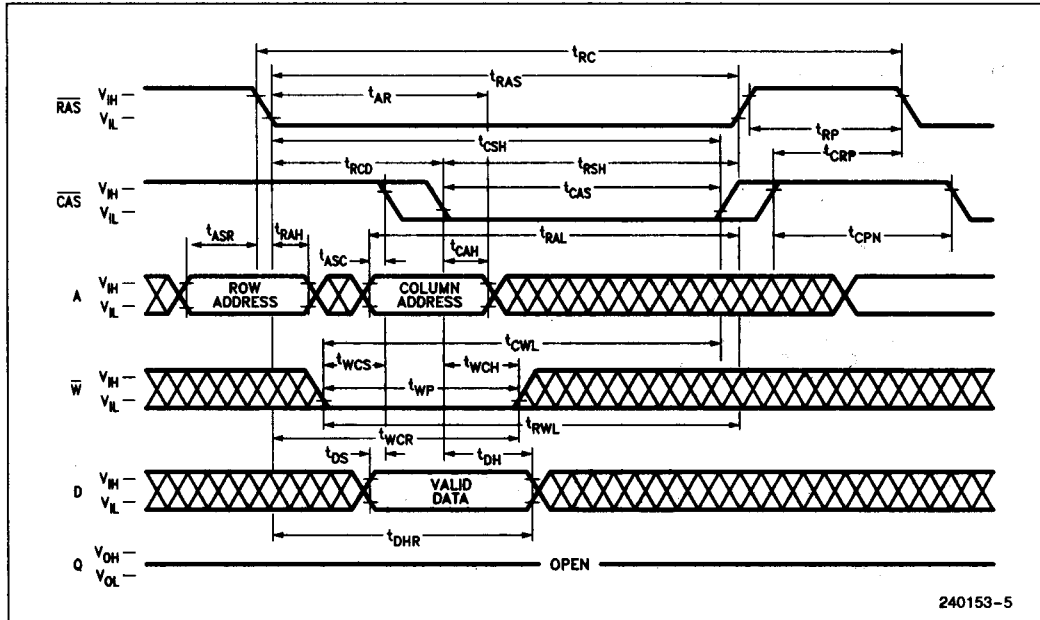 tRC
tRAS
tAR
RAS VIH
VIL
tRP
tCSH
tCRP
tRCD tRSH
CAS VIH
VIL
tCAS
tASR tRAH tRAL tCPN
tASC tCAH
A VIH
VIL
ROW ADDRESS
COLUMN ADDRESS
tCWL
tWCS tWCH
W VIH
VIL
tWP
tRWL
tWCR
tDS tDH
D VIH
VIL
VALID DATA
tDHR
Q VOH
VOL
OPEN
240153-5